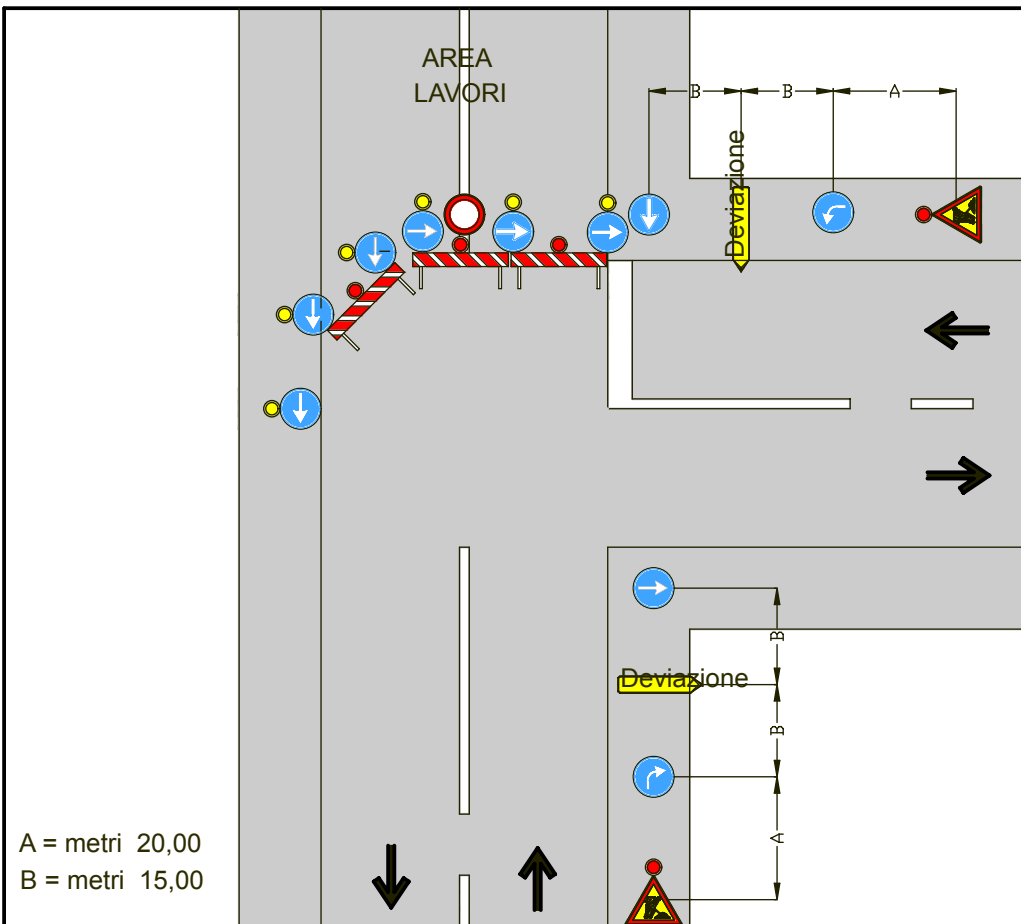 AREA
LAVORI
B
B
A
Deviazione
B
Deviazione
B
A
A = metri 20,00
B = metri 15,00